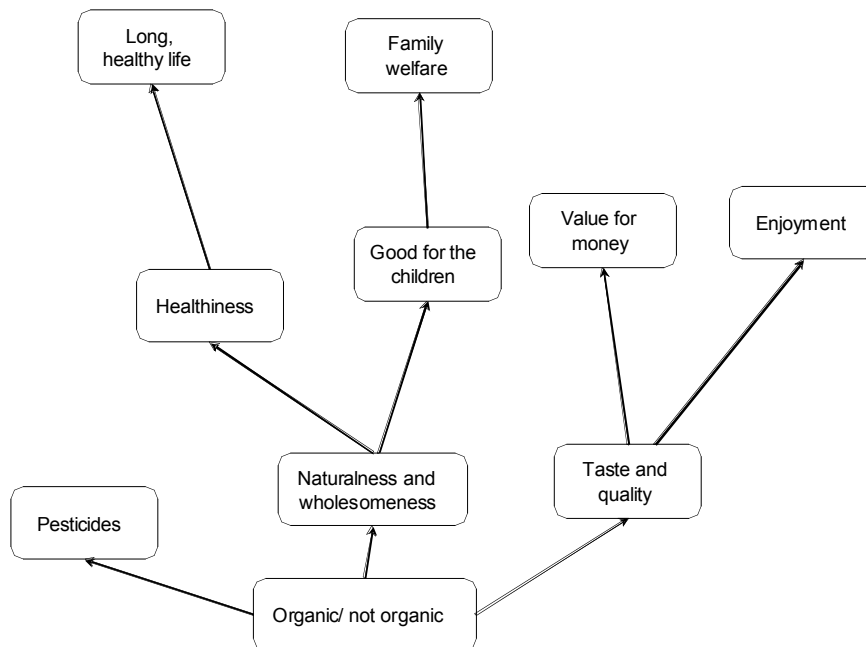 Long,
healthy life
Family
welfare
Value for
money
Enjoyment
Good for the
children
Healthiness
Naturalness and
wholesomeness
Taste and
quality
Pesticides
Organic/ not organic